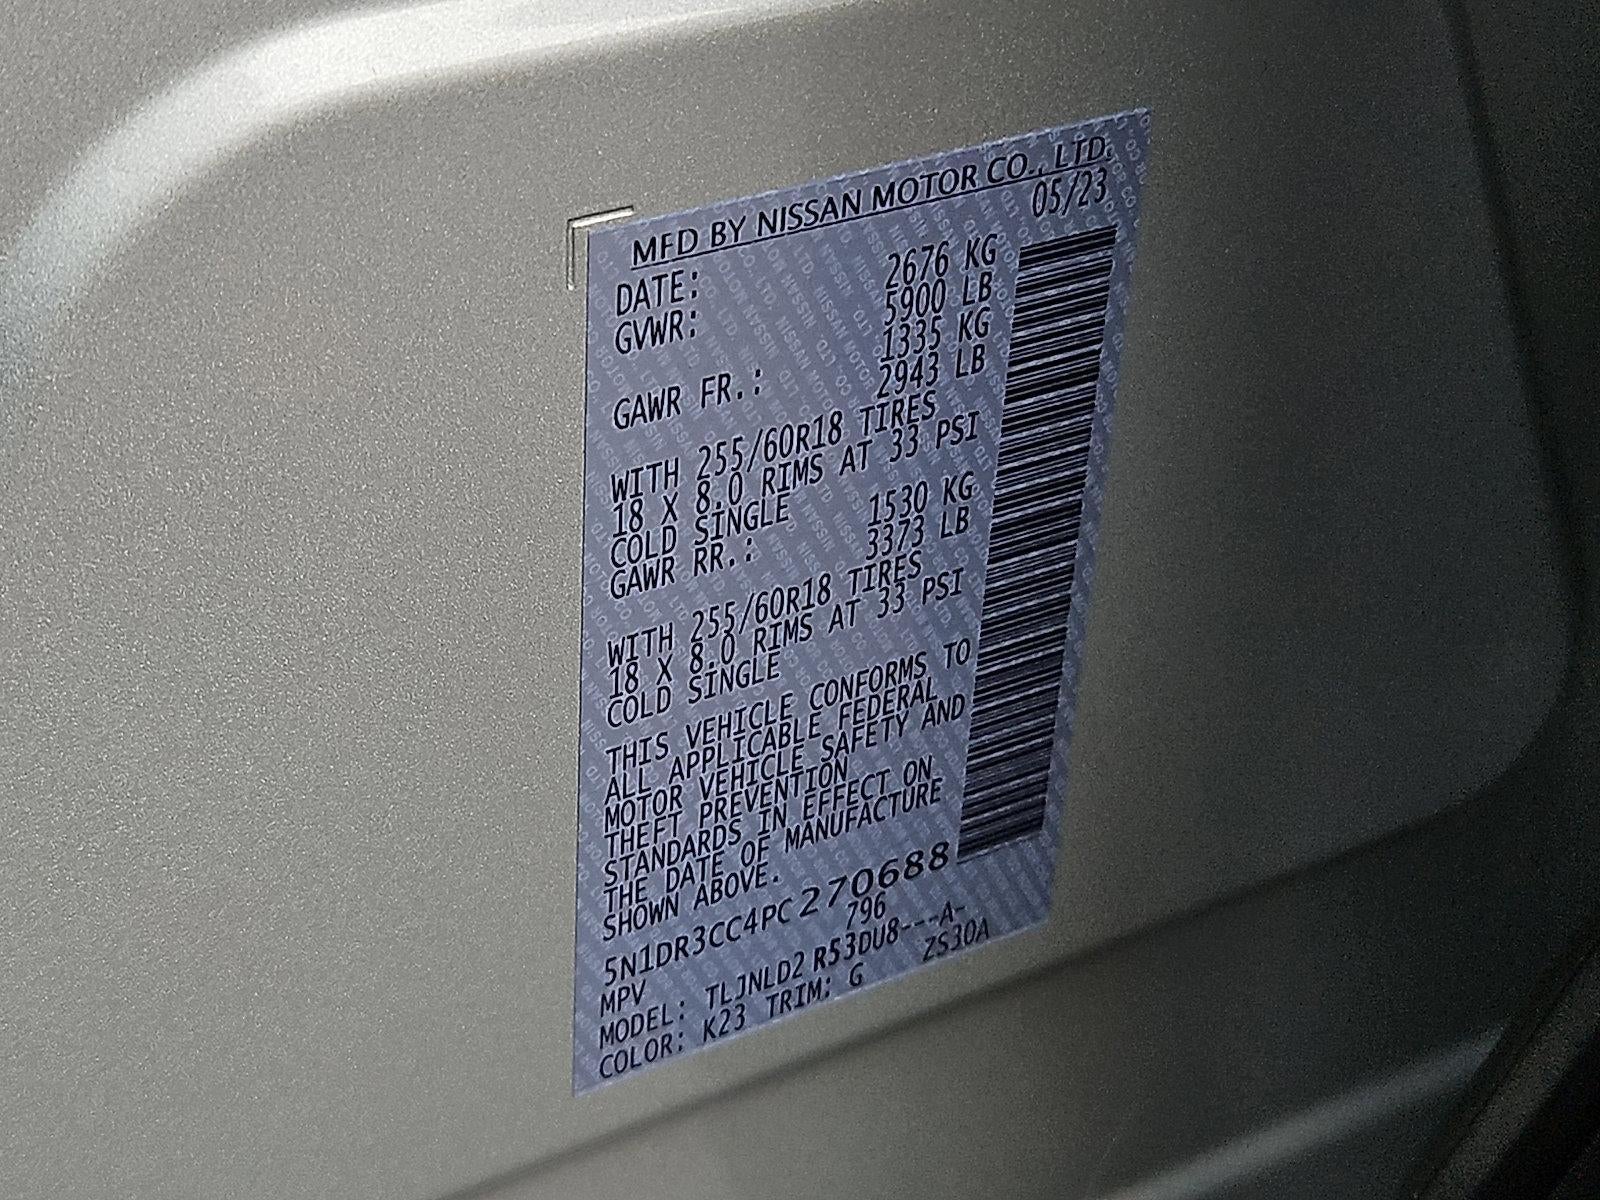 MFD BY NISSAN MOTOR CO., LTD.
DATE: 05/23
GVWR: 2676 KG
5900 LB
GAWR FR.: 1335 KG
2943 LB
WITH 255/60R18 TIRES
18 X 8.0 RIMS AT 33 PSI
COLD SINGLE
GAWR RR.: 1530 KG
3373 LB
WITH 255/60R18 TIRES
18 X 8.0 RIMS AT 33 PSI
COLD SINGLE
THIS VEHICLE CONFORMS TO
ALL APPLICABLE FEDERAL
MOTOR VEHICLE SAFETY AND
THEFT PREVENTION
STANDARDS IN EFFECT ON
THE DATE OF MANUFACTURE
SHOWN ABOVE.
5N1DR3CC4PC270688
MPV 796
MODEL: TLJNLD2 R53DU8---A-
COLOR: K23 TRIM: G ZS30A